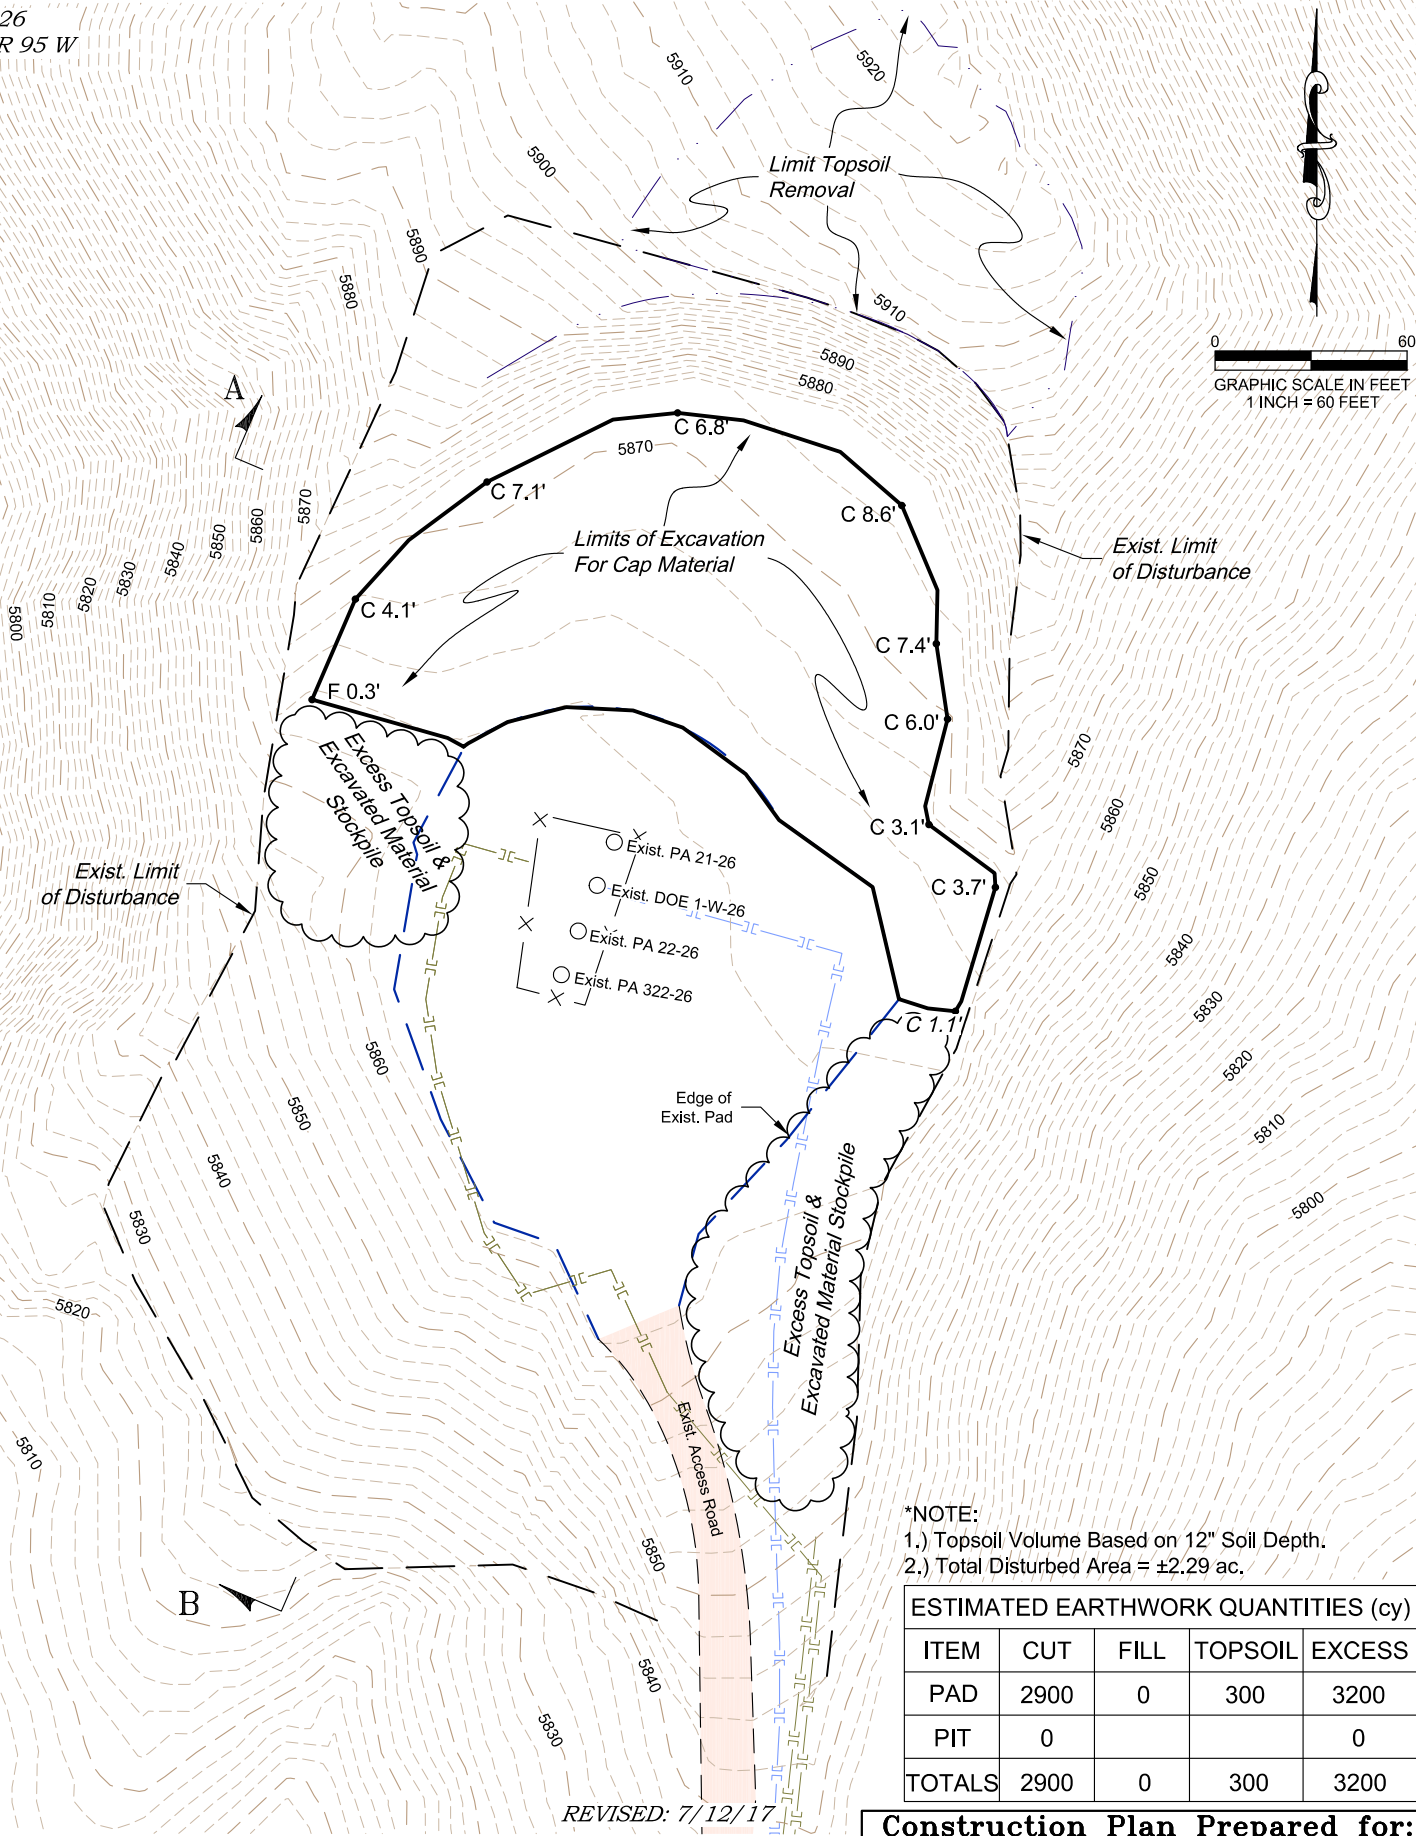 26
R 95 W
5910
5920
5900
Limit Topsoil
Removal
5890
5880
5910
5890
5880
0 60
GRAPHIC SCALE IN FEET
1 INCH = 60 FEET
A
C 6.8'
5870
C 7.1'
5870
5860
5850
5840
5830
5820
5810
5800
C 8.6'
Limits of Excavation
For Cap Material
Exist. Limit
of Disturbance
C 4.1'
C 7.4'
F 0.3'
C 6.0'
5870
Excess Topsoil &
Excavated Material
Stockpile
5860
C 3.1'
Exist. PA 21-26
Exist. Limit
of Disturbance
Exist. DOE 1-W-26
C 3.7'
5850
Exist. PA 22-26
5840
Exist. PA 322-26
5830
C 1.1'
5860
5820
5850
Edge of
Exist. Pad
5810
5840
5800
5830
Excess Topsoil &
Excavated Material Stockpile
5820
5810
Exist. Access Road
*NOTE:
1.) Topsoil Volume Based on 12" Soil Depth.
2.) Total Disturbed Area = ±2.29 ac.
5850
B
5840
5830
ESTIMATED EARTHWORK QUANTITIES (cy)
ITEM CUT FILL TOPSOIL EXCESS
PAD 2900 0 300 3200
PIT 0 0
TOTALS 2900 0 300 3200
REVISED: 7/12/17
Construction Plan Prepared for: